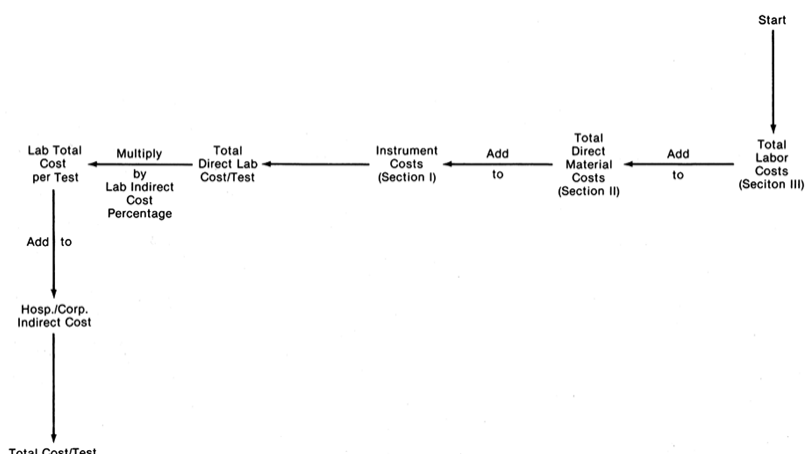 Start
Total
Labor
Costs
(Seciton III)
Add
to
Total
Direct
Material
Costs
(Section II)
Add
to
Instrument
Costs
(Section I)
Total
Direct Lab
Cost/Test
Multiply
by
Lab Indirect
Cost
Percentage
Lab Total
Cost
per Test
Add to
Hosp./Corp.
Indirect Cost
Total Cost/Test